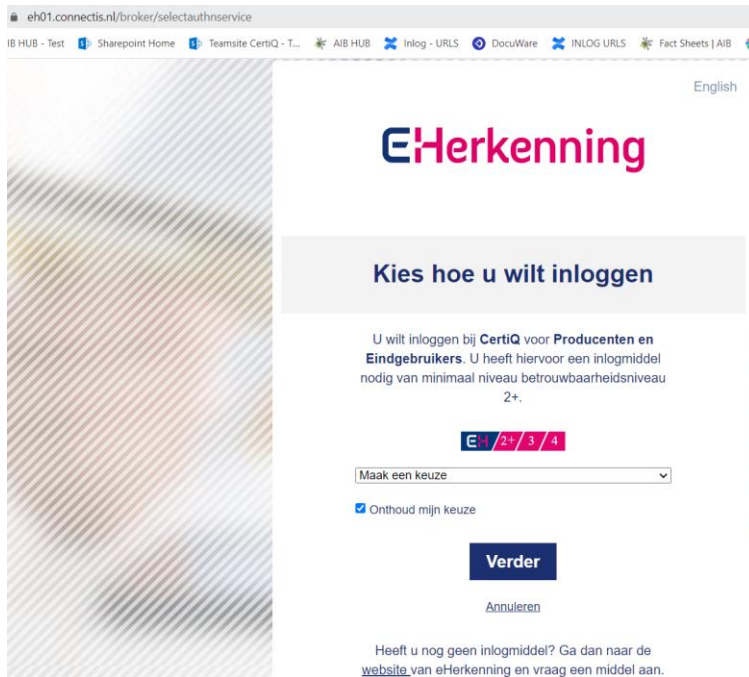 eh01.connectis.nl/broker/selectauthnservice
IB HUB - Test Sharepoint Home Teamsite CertiQ - T... AIB HUB Inlog - URLS DocuWare INLOG URLS Fact Sheets | AIB
English
eHerkenning
Kies hoe u wilt inloggen
U wilt inloggen bij CertiQ voor Producenten en
Eindgebruikers. U heeft hiervoor een inlogmiddel
nodig van minimaal niveau betrouwbaarheidsniveau
2+.
EH 2+/3/4
Maak een keuze
Onthoud mijn keuze
Verder
Annuleren
Heeft u nog geen inlogmiddel? Ga dan naar de
website van eHerkenning en vraag een middel aan.